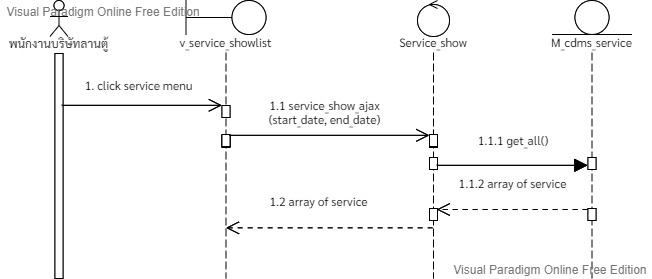 Visual Paradigm Online Free Edition
พนักงานบริษัทลานตู้
v_service_showlist
Service_show
M_cdms_service
1. click service menu
1.1 service_show_ajax
(start_date, end_date)
1.1.1 get_all()
1.1.2 array of service
1.2 array of service
Visual Paradigm Online Free Edition